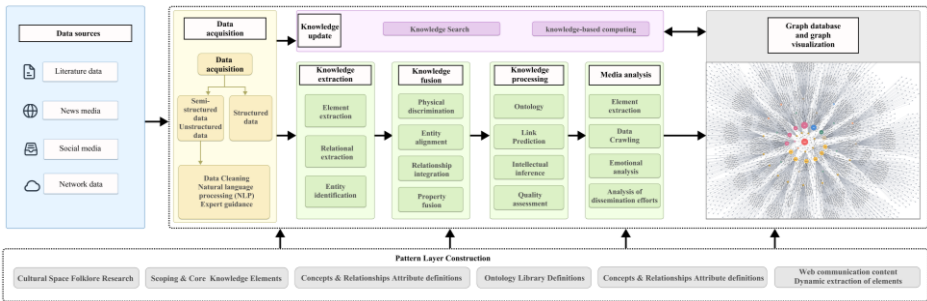 Data sources
Literature data
News media
Social media
Network data
Data
acquisition
Data
acquisition
Semi-
structured
data
Unstructured
data
Structured
data
Data Cleaning
Natural language
processing (NLP)
Expert guidance
Knowledge
update
Knowledge Search
knowledge-based computing
Knowledge
extraction
Element
extraction
Relational
extraction
Entity
identification
Knowledge
fusion
Physical
discrimination
Entity
alignment
Relationship
integration
Property
fusion
Knowledge
processing
Ontology
Link
Prediction
Intellectual
inference
Quality
assessment
Media analysis
Element
extraction
Data
Crawling
Emotional
analysis
Analysis of
dissemination efforts
Graph database
and graph
visualization
Pattern Layer Construction
Cultural Space Folklore Research
Scoping & Core Knowledge Elements
Concepts & Relationships Attribute definitions
Ontology Library Definitions
Concepts & Relationships Attribute definitions
Web communication content
Dynamic extraction of elements